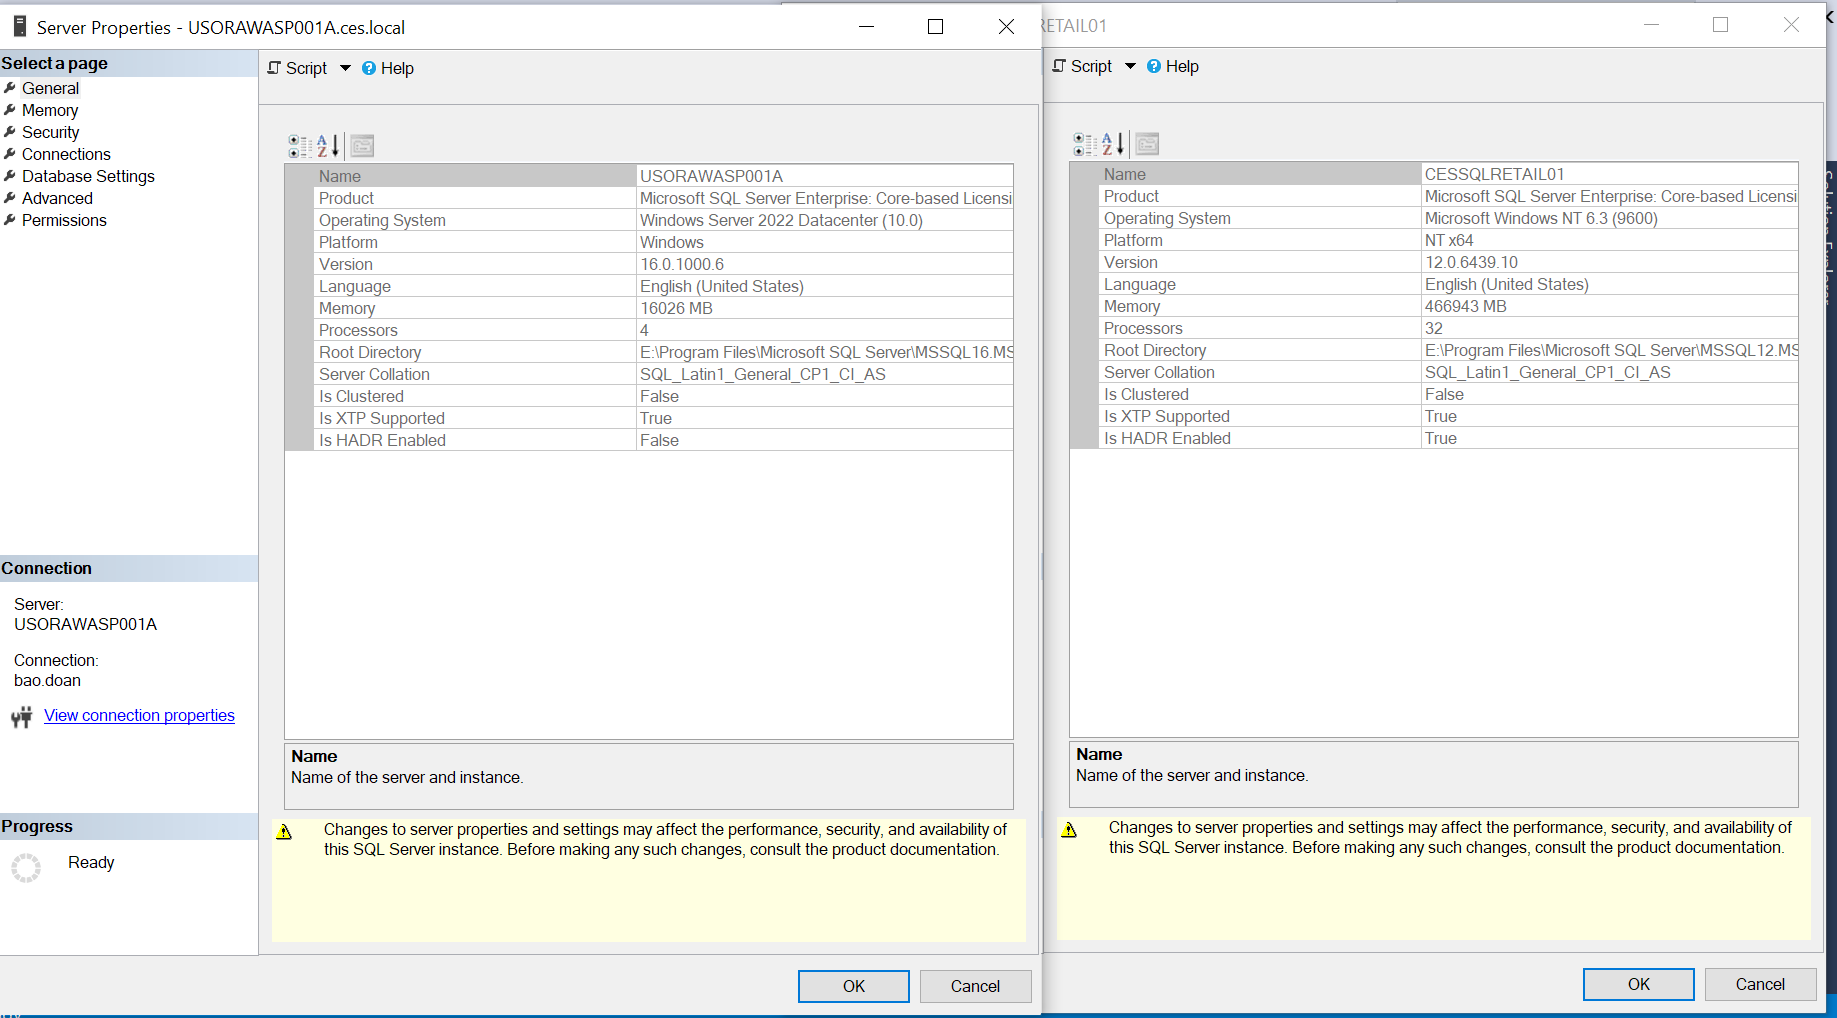 Server Properties - USORAWASP001A.ces.local
Select a page
General
Memory
Security
Connections
Database Settings
Advanced
Permissions
Connection
Server:
USORAWASP001A
Connection:
bao.doan
View connection properties
Progress
Ready
Script
Help
Name USORAWASP001A
Product Microsoft SQL Server Enterprise: Core-based Licensi
Operating System Windows Server 2022 Datacenter (10.0)
Platform Windows
Version 16.0.1000.6
Language English (United States)
Memory 16026 MB
Processors 4
Root Directory E:\Program Files\Microsoft SQL Server\MSSQL16.MS
Server Collation SQL_Latin1_General_CP1_CI_AS
Is Clustered False
Is XTP Supported True
Is HADR Enabled False
Name
Name of the server and instance.
Changes to server properties and settings may affect the performance, security, and availability of
this SQL Server instance. Before making any such changes, consult the product documentation.
OK
Cancel
RETAIL01
Script
Help
Name CESSQLRETAIL01
Product Microsoft SQL Server Enterprise: Core-based Licensi
Operating System Microsoft Windows NT 6.3 (9600)
Platform NT x64
Version 12.0.6439.10
Language English (United States)
Memory 466943 MB
Processors 32
Root Directory E:\Program Files\Microsoft SQL Server\MSSQL12.MS
Server Collation SQL_Latin1_General_CP1_CI_AS
Is Clustered False
Is XTP Supported True
Is HADR Enabled True
Name
Name of the server and instance.
Changes to server properties and settings may affect the performance, security, and availability of
this SQL Server instance. Before making any such changes, consult the product documentation.
OK
Cancel